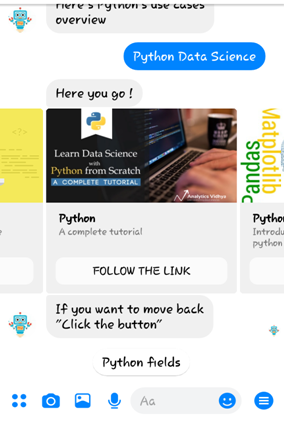 Here's Python's use cases
overview
Python Data Science
Here you go !
Learn Data Science
with
Python from Scratch
A COMPLETE TUTORIAL
Analytics Vidhya
Matplotlib
Python
A complete tutorial
Introdu
python
FOLLOW THE LINK
If you want to move back
"Click the button"
Python fields
Aa